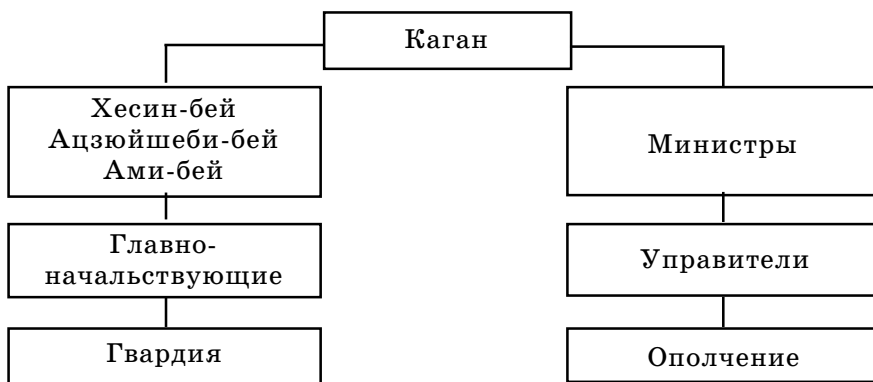 Каган
Хесин-бей
Ацзюйшеби-бей
Ами-бей
Министры
Главно-
начальствующие
Управители
Гвардия
Ополчение